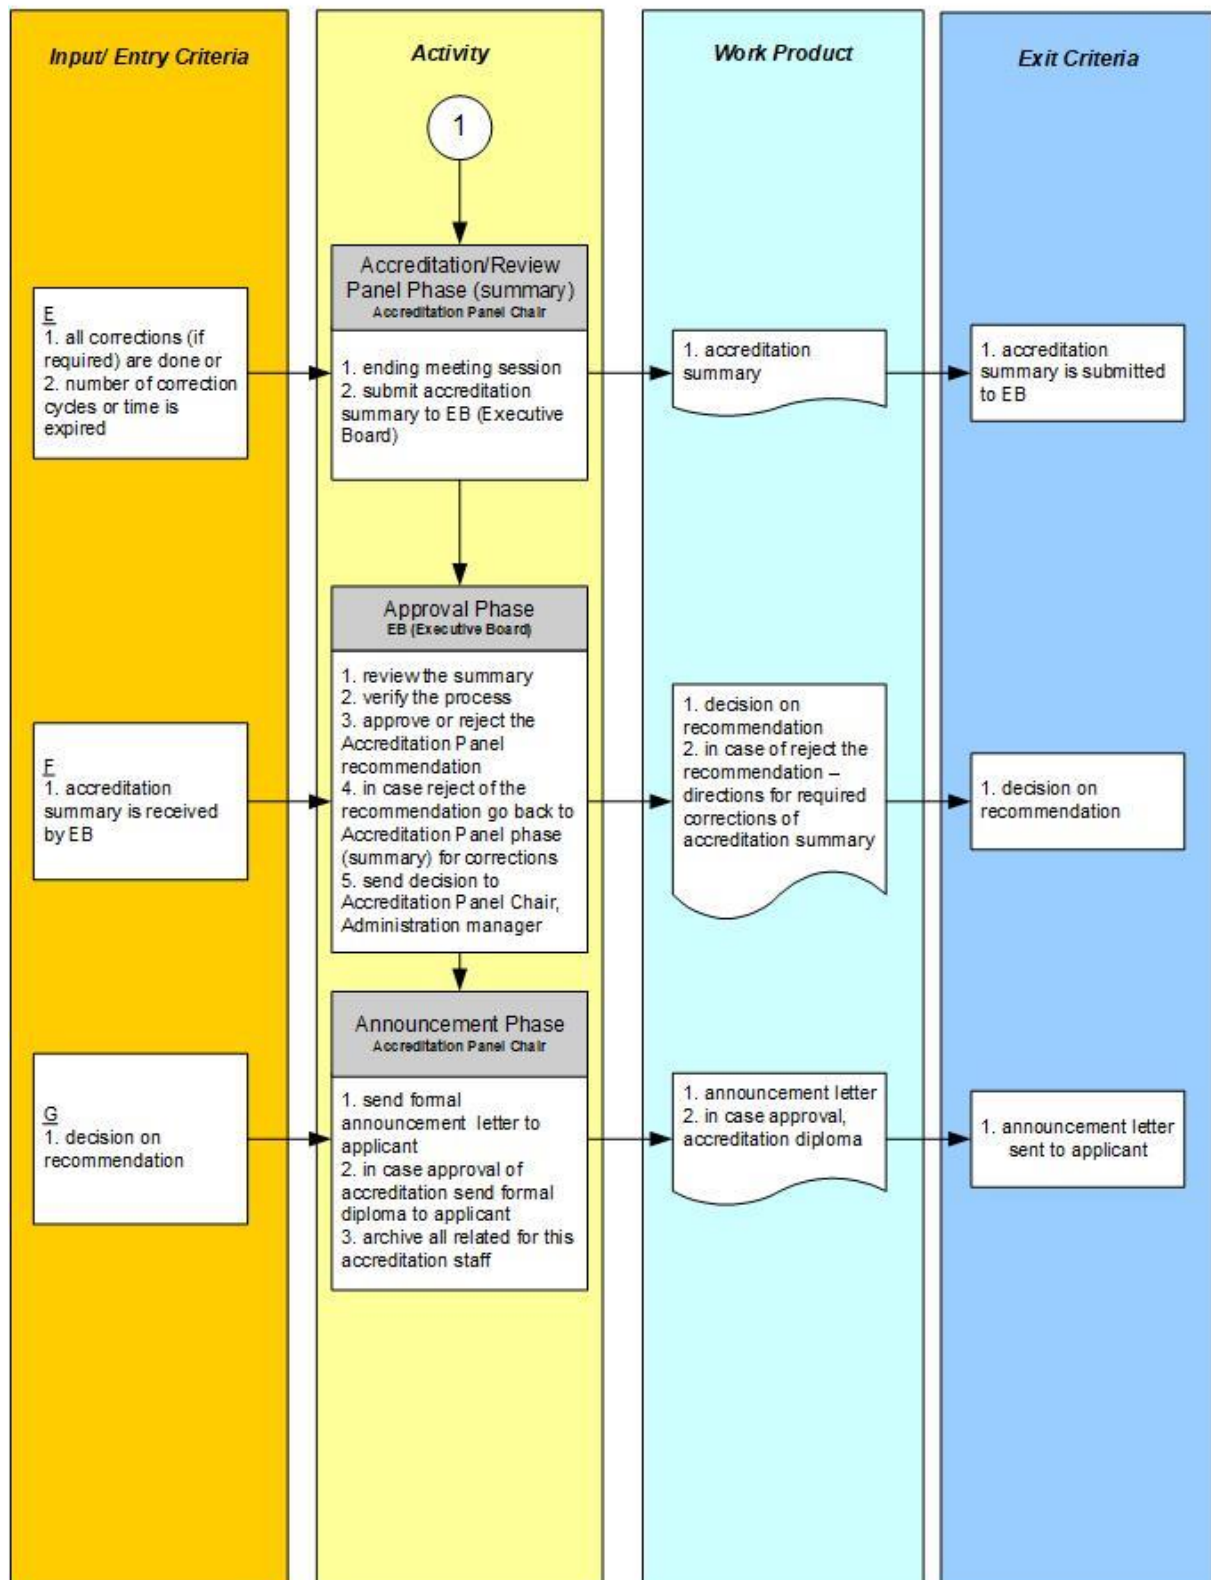 Input/ Entry Criteria
Activity
Work Product
Exit Criteria
1
Accreditation/Review
Panel Phase (summary)
Accreditation Panel Chair
E
1. all corrections (if
required) are done or
2. number of correction
cycles or time is
expired
1. ending meeting session
2. submit accreditation
summary to EB (Executive
Board)
1. accreditation
summary
1. accreditation
summary is submitted
to EB
Approval Phase
EB (Executive Board)
F
1. accreditation
summary is received
by EB
1. review the summary
2. verify the process
3. approve or reject the
Accreditation Panel
recommendation
4. in case reject of the
recommendation go back to
Accreditation Panel phase
(summary) for corrections
5. send decision to
Accreditation Panel Chair,
Administration manager
1. decision on
recommendation
2. in case of reject the
recommendation –
directions for required
corrections of
accreditation summary
1. decision on
recommendation
Announcement Phase
Accreditation Panel Chair
G
1. decision on
recommendation
1. send formal
announcement letter to
applicant
2. in case approval of
accreditation send formal
diploma to applicant
3. archive all related for this
accreditation staff
1. announcement letter
2. in case approval,
accreditation diploma
1. announcement letter
sent to applicant